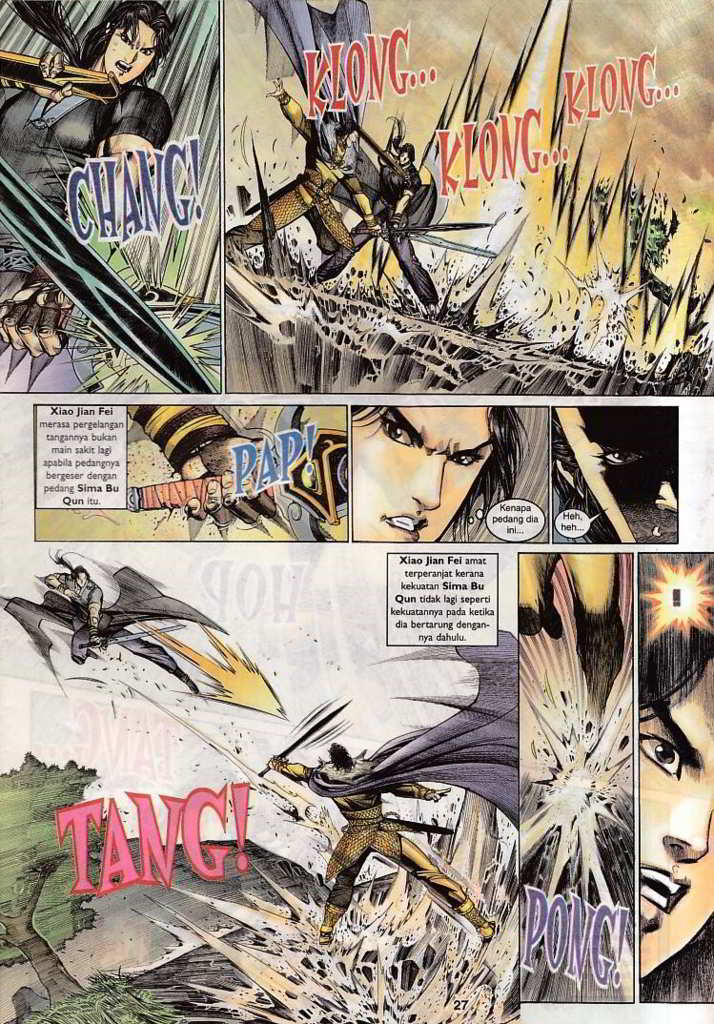 CHANG!
KLONG...
KLONG...
KLONG...
Xiao Jian Fei
merasa pergelangan
tangannya bukan
main sakit lagi
apabila pedangnya
bergeser dengan
pedang Sima Bu
Qun itu.
PAP!
Kenapa
pedang dia
ini...
Heh,
heh...
Xiao Jian Fei amat
terperanjat kerana
kekuatan Sima Bu
Qun tidak lagi seperti
kekuatannya pada ketika
dia bertarung dengan-
nya dahulu.
TANG!
PONG!
!
27